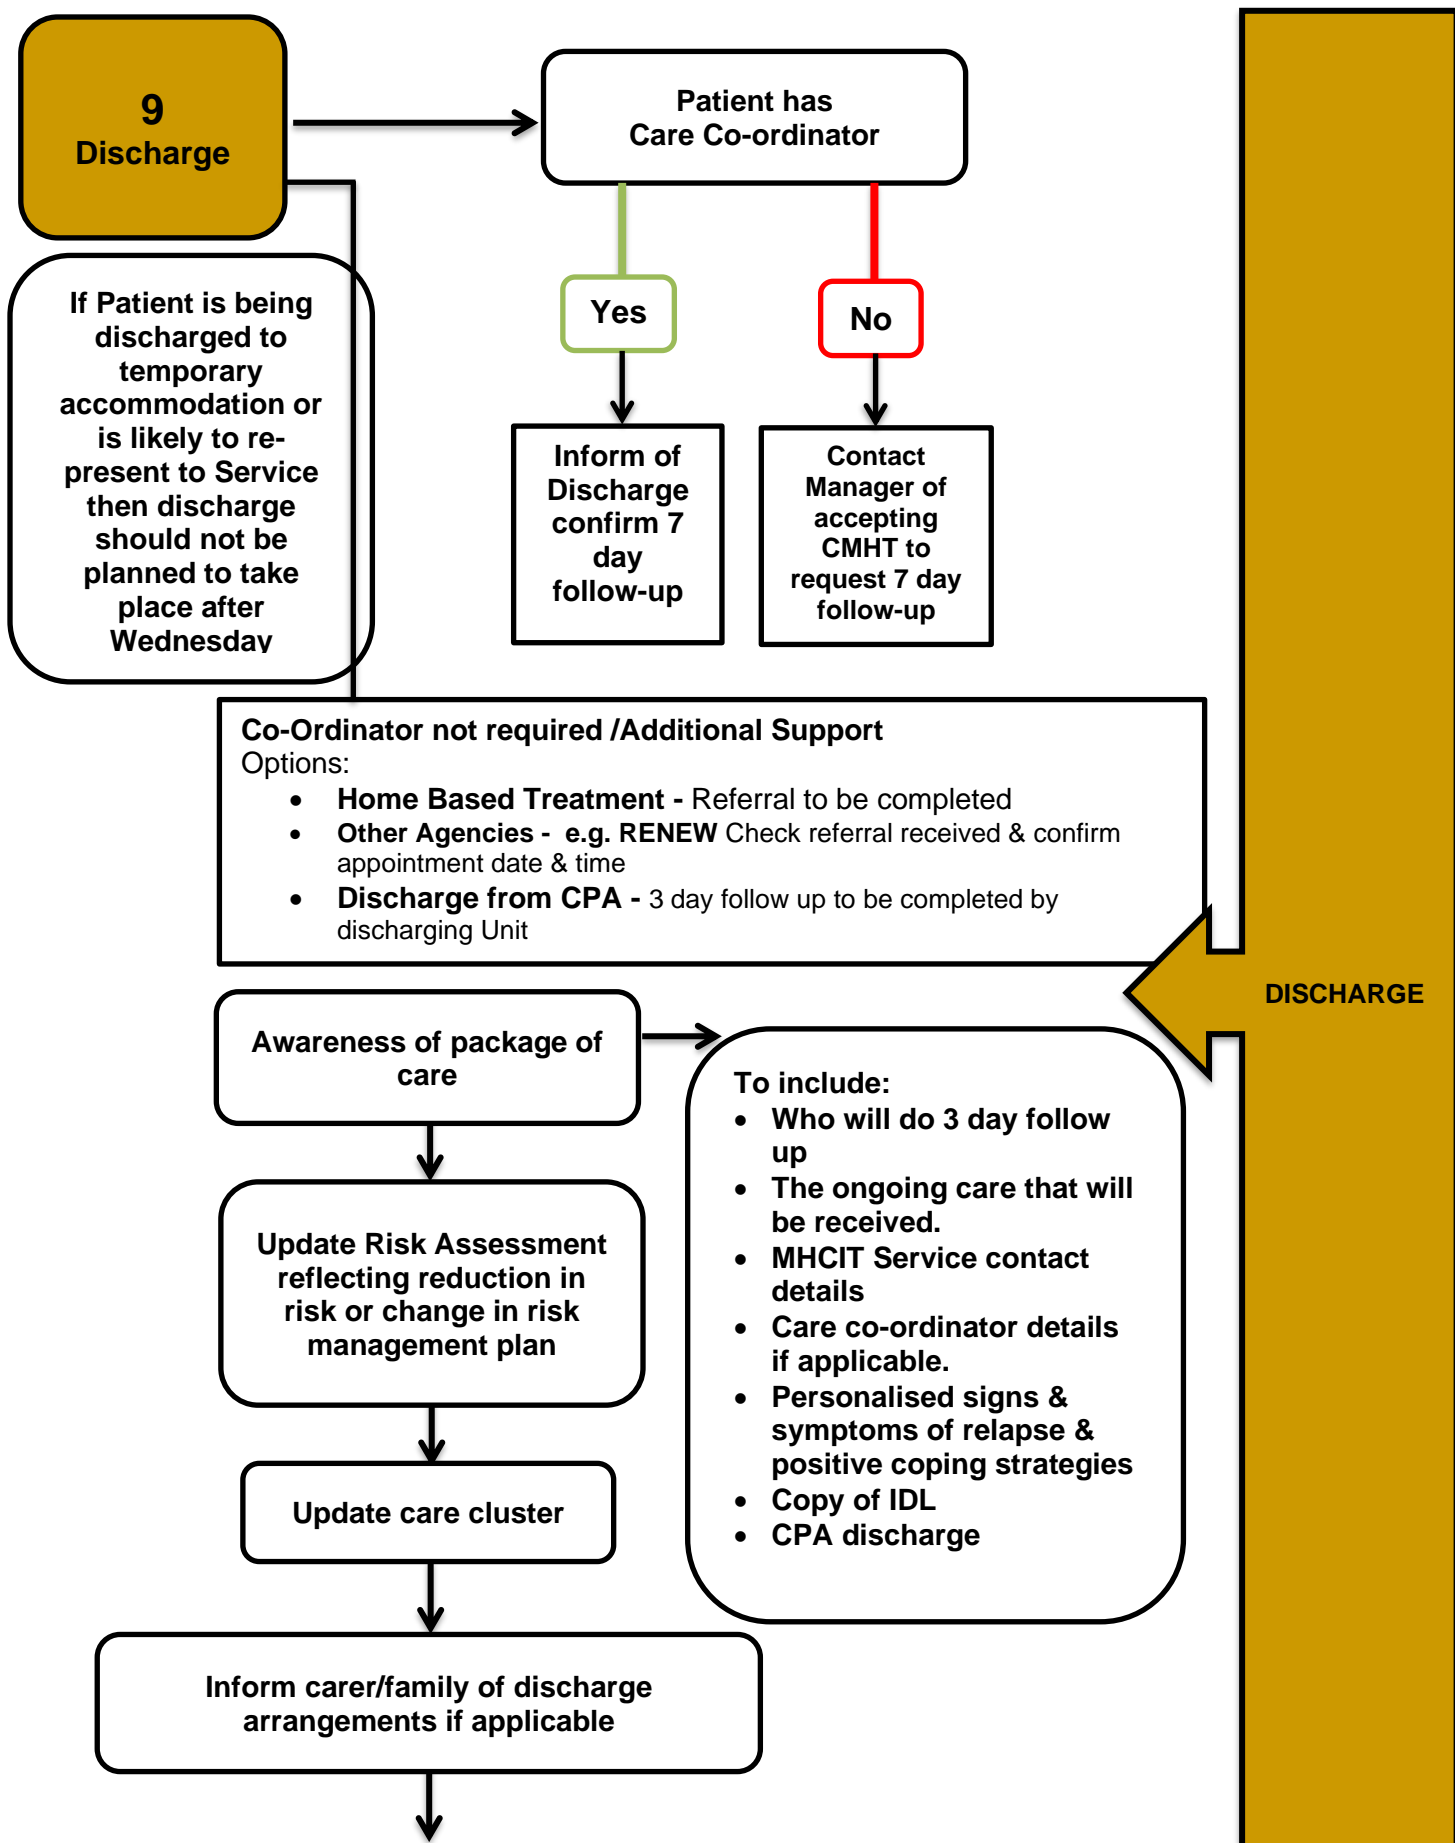 9
Discharge
Patient has
Care Co-ordinator
Yes
No
If Patient is being
discharged to
temporary
accommodation or
is likely to re-
present to Service
then discharge
should not be
planned to take
place after
Wednesday
Inform of
Discharge
confirm 7
day
follow-up
Contact
Manager of
accepting
CMHT to
request 7 day
follow-up
Co-Ordinator not required /Additional Support
Options:
• Home Based Treatment - Referral to be completed
• Other Agencies - e.g. RENEW Check referral received & confirm
appointment date & time
• Discharge from CPA - 3 day follow up to be completed by
discharging Unit
DISCHARGE
Awareness of package of
care
To include:
• Who will do 3 day follow
up
• The ongoing care that will
be received.
• MHCIT Service contact
details
• Care co-ordinator details
if applicable.
• Personalised signs &
symptoms of relapse &
positive coping strategies
• Copy of IDL
• CPA discharge
Update Risk Assessment
reflecting reduction in
risk or change in risk
management plan
Update care cluster
Inform carer/family of discharge
arrangements if applicable